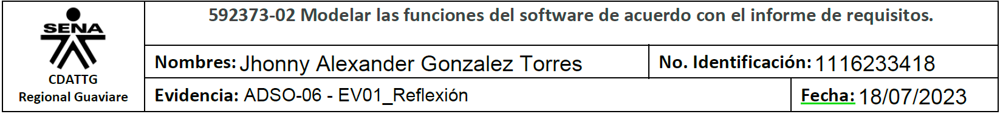 SENA
CDATTG
Regional Guaviare
592373-02 Modelar las funciones del software de acuerdo con el informe de requisitos.
Nombres: Jhonny Alexander Gonzalez Torres
No. Identificación: 1116233418
Evidencia: ADSO-06 - EV01_Reflexión
Fecha: 18/07/2023